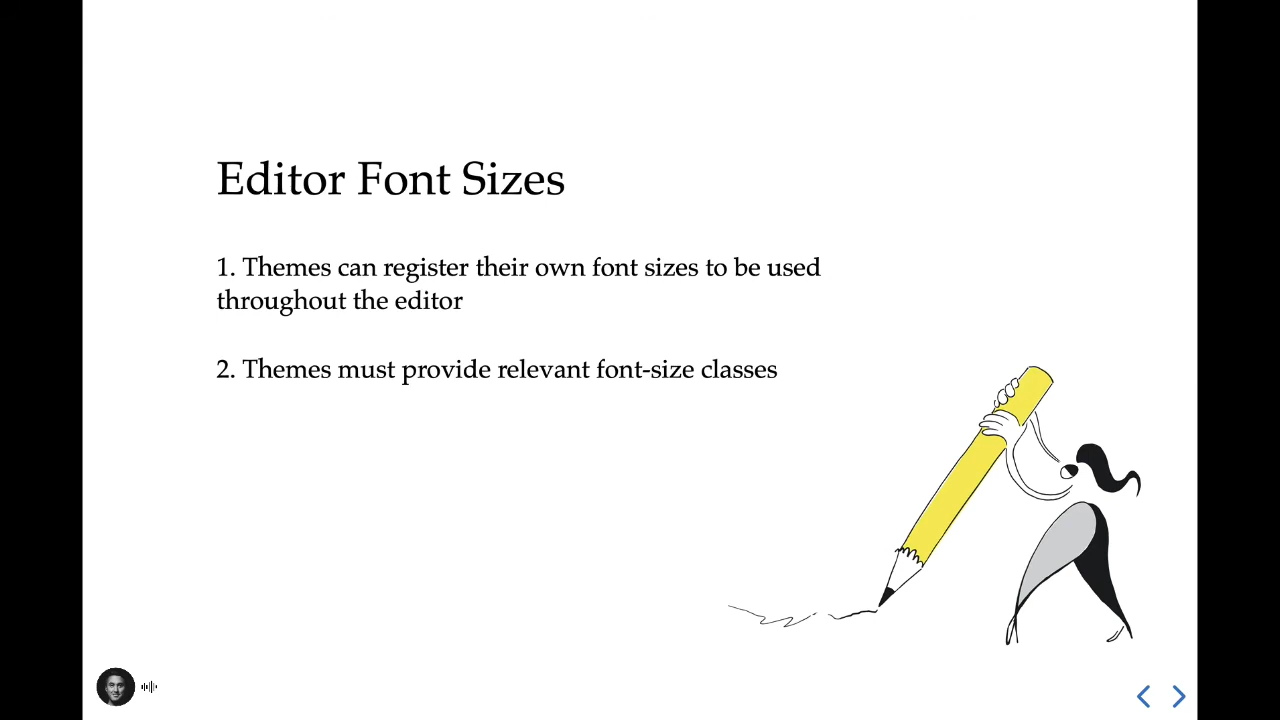 Editor Font Sizes
1. Themes can register their own font sizes to be used
throughout the editor
2. Themes must provide relevant font-size classes